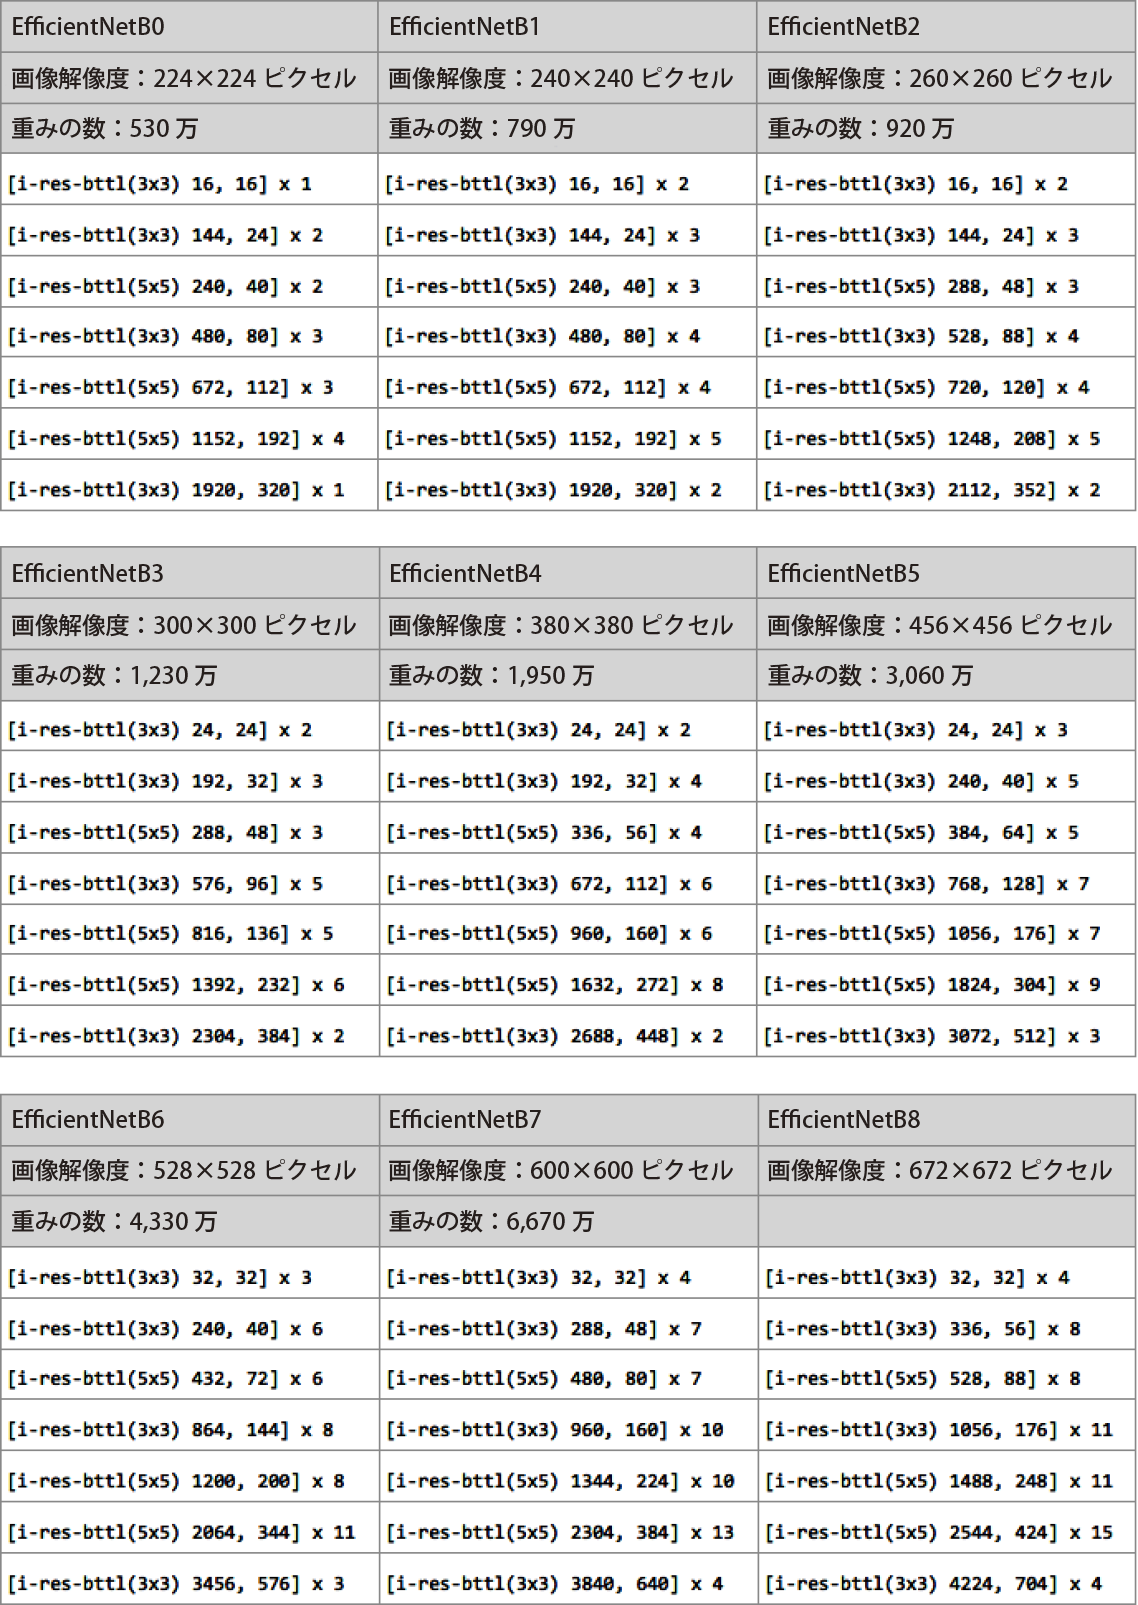 EfficientNetB0
画像解像度：224×224 ピクセル
重みの数：530 万
[i-res-bttl(3x3) 16, 16] x 1
[i-res-bttl(3x3) 144, 24] x 2
[i-res-bttl(5x5) 240, 40] x 2
[i-res-bttl(3x3) 480, 80] x 3
[i-res-bttl(5x5) 672, 112] x 3
[i-res-bttl(5x5) 1152, 192] x 4
[i-res-bttl(3x3) 1920, 320] x 1
EfficientNetB1
画像解像度：240×240 ピクセル
重みの数：790 万
[i-res-bttl(3x3) 16, 16] x 2
[i-res-bttl(3x3) 144, 24] x 3
[i-res-bttl(5x5) 240, 40] x 3
[i-res-bttl(3x3) 480, 80] x 4
[i-res-bttl(5x5) 672, 112] x 4
[i-res-bttl(5x5) 1152, 192] x 5
[i-res-bttl(3x3) 1920, 320] x 2
EfficientNetB2
画像解像度：260×260 ピクセル
重みの数：920 万
[i-res-bttl(3x3) 16, 16] x 2
[i-res-bttl(3x3) 144, 24] x 3
[i-res-bttl(5x5) 288, 48] x 3
[i-res-bttl(3x3) 528, 88] x 4
[i-res-bttl(5x5) 720, 120] x 4
[i-res-bttl(5x5) 1248, 208] x 5
[i-res-bttl(3x3) 2112, 352] x 2
EfficientNetB3
画像解像度：300×300 ピクセル
重みの数：1,230 万
[i-res-bttl(3x3) 24, 24] x 2
[i-res-bttl(3x3) 192, 32] x 3
[i-res-bttl(5x5) 288, 48] x 3
[i-res-bttl(3x3) 576, 96] x 5
[i-res-bttl(5x5) 816, 136] x 5
[i-res-bttl(5x5) 1392, 232] x 6
[i-res-bttl(3x3) 2304, 384] x 2
EfficientNetB4
画像解像度：380×380 ピクセル
重みの数：1,950 万
[i-res-bttl(3x3) 24, 24] x 2
[i-res-bttl(3x3) 192, 32] x 4
[i-res-bttl(5x5) 336, 56] x 4
[i-res-bttl(3x3) 672, 112] x 6
[i-res-bttl(5x5) 960, 160] x 6
[i-res-bttl(5x5) 1632, 272] x 8
[i-res-bttl(3x3) 2688, 448] x 2
EfficientNetB5
画像解像度：456×456 ピクセル
重みの数：3,060 万
[i-res-bttl(3x3) 24, 24] x 3
[i-res-bttl(3x3) 240, 40] x 5
[i-res-bttl(5x5) 384, 64] x 5
[i-res-bttl(3x3) 768, 128] x 7
[i-res-bttl(5x5) 1056, 176] x 7
[i-res-bttl(5x5) 1824, 304] x 9
[i-res-bttl(3x3) 3072, 512] x 3
EfficientNetB6
画像解像度：528×528 ピクセル
重みの数：4,330 万
[i-res-bttl(3x3) 32, 32] x 3
[i-res-bttl(3x3) 240, 40] x 6
[i-res-bttl(5x5) 432, 72] x 6
[i-res-bttl(3x3) 864, 144] x 8
[i-res-bttl(5x5) 1200, 200] x 8
[i-res-bttl(5x5) 2064, 344] x 11
[i-res-bttl(3x3) 3456, 576] x 3
EfficientNetB7
画像解像度：600×600 ピクセル
重みの数：6,670 万
[i-res-bttl(3x3) 32, 32] x 4
[i-res-bttl(3x3) 288, 48] x 7
[i-res-bttl(5x5) 480, 80] x 7
[i-res-bttl(3x3) 960, 160] x 10
[i-res-bttl(5x5) 1344, 224] x 10
[i-res-bttl(5x5) 2304, 384] x 13
[i-res-bttl(3x3) 3840, 640] x 4
EfficientNetB8
画像解像度：672×672 ピクセル
[i-res-bttl(3x3) 32, 32] x 4
[i-res-bttl(3x3) 336, 56] x 8
[i-res-bttl(5x5) 528, 88] x 8
[i-res-bttl(3x3) 1056, 176] x 11
[i-res-bttl(5x5) 1488, 248] x 11
[i-res-bttl(5x5) 2544, 424] x 15
[i-res-bttl(3x3) 4224, 704] x 4